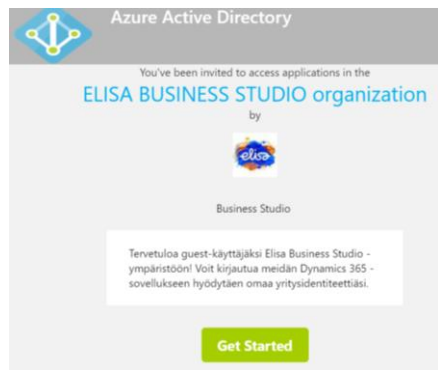 Azure Active Directory
You've been invited to access applications in the
ELISA BUSINESS STUDIO organization
by
elisa
Business Studio
Tervetuloa guest-käyttäjäksi Elisa Business Studio -
ympäristöön! Voit kirjautua meidän Dynamics 365 -
sovellukseen hyödytäen omaa yritysidentiteettiäsi.
Get Started